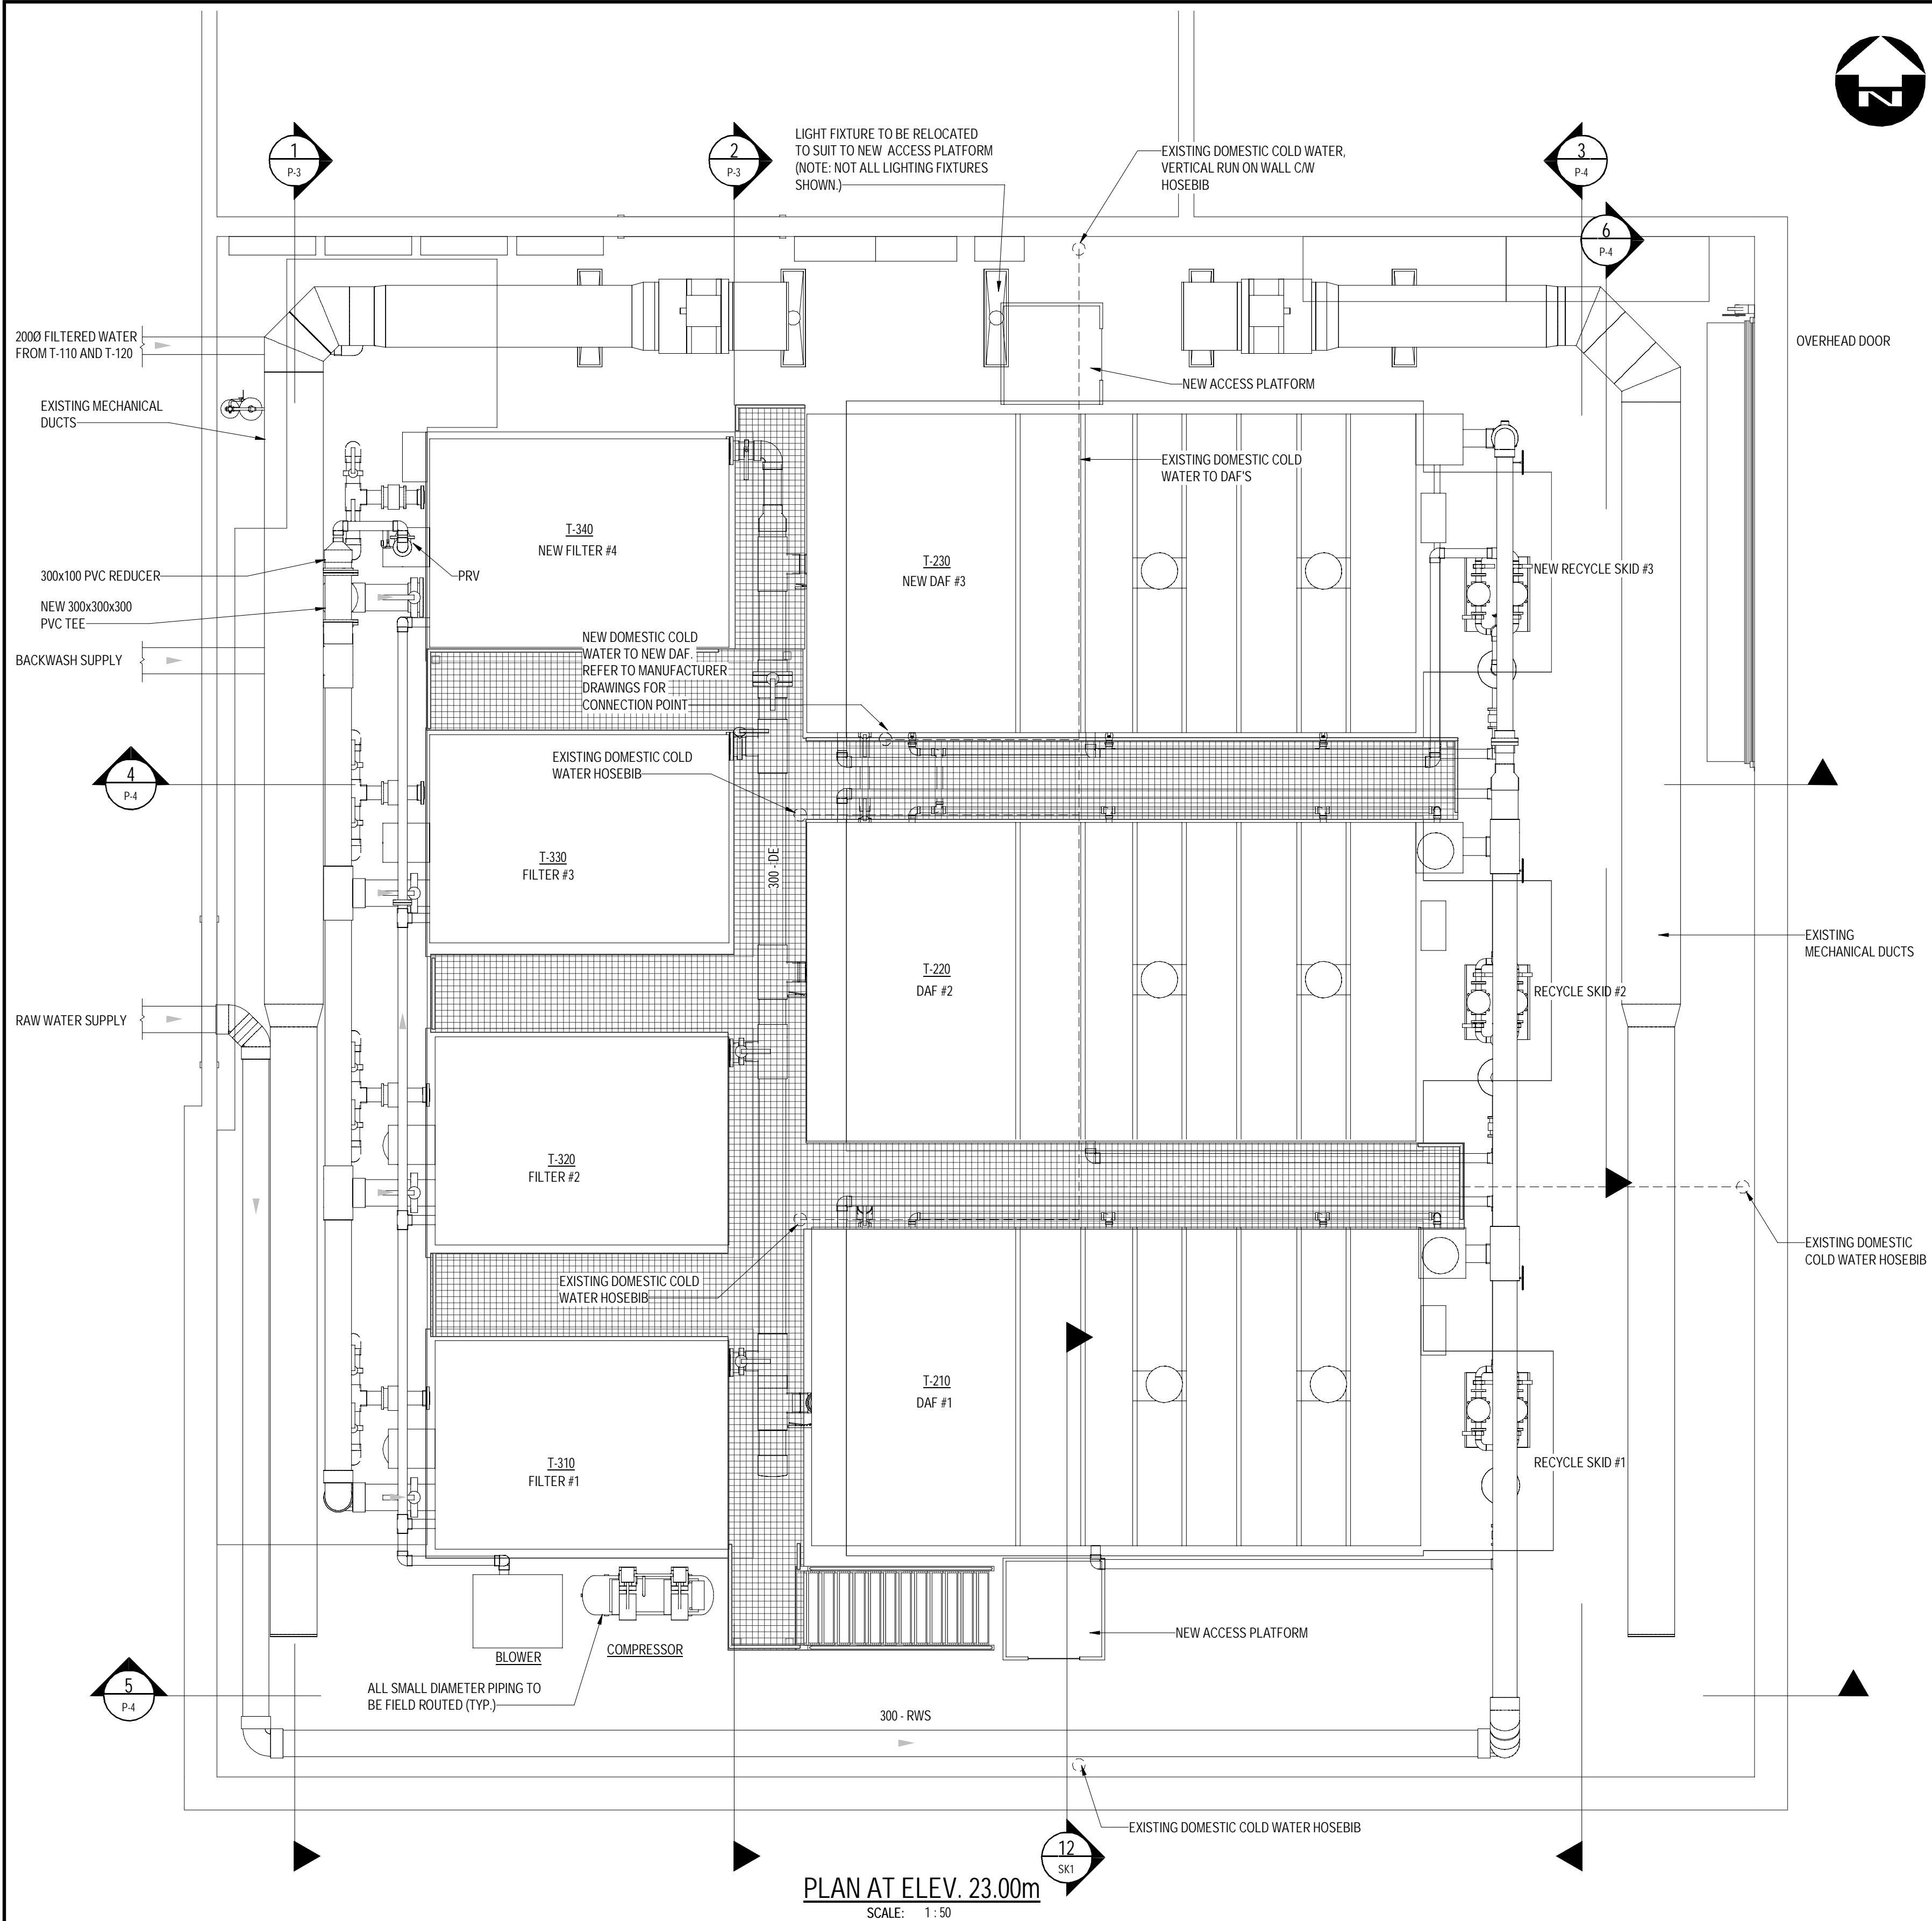 N
1
P-3
2
P-3
LIGHT FIXTURE TO BE RELOCATED
TO SUIT TO NEW ACCESS PLATFORM
(NOTE: NOT ALL LIGHTING FIXTURES
SHOWN.)
EXISTING DOMESTIC COLD WATER,
VERTICAL RUN ON WALL C/W
HOSEBIB
3
P-4
6
P-4
200Ø FILTERED WATER
FROM T-110 AND T-120
OVERHEAD DOOR
EXISTING MECHANICAL
DUCTS
NEW ACCESS PLATFORM
EXISTING DOMESTIC COLD
WATER TO DAF'S
T-340
NEW FILTER #4
T-230
NEW DAF #3
NEW RECYCLE SKID #3
300x100 PVC REDUCER
PRV
NEW 300x300x300
PVC TEE
BACKWASH SUPPLY
NEW DOMESTIC COLD
WATER TO NEW DAF.
REFER TO MANUFACTURER
DRAWINGS FOR
CONNECTION POINT
4
P-4
EXISTING DOMESTIC COLD
WATER HOSEBIB
T-330
FILTER #3
300 - DE
T-220
DAF #2
EXISTING
MECHANICAL DUCTS
RECYCLE SKID #2
RAW WATER SUPPLY
T-320
FILTER #2
EXISTING DOMESTIC
COLD WATER HOSEBIB
EXISTING DOMESTIC COLD
WATER HOSEBIB
T-210
DAF #1
T-310
FILTER #1
RECYCLE SKID #1
BLOWER
COMPRESSOR
NEW ACCESS PLATFORM
5
P-4
ALL SMALL DIAMETER PIPING TO
BE FIELD ROUTED (TYP.)
300 - RWS
EXISTING DOMESTIC COLD WATER HOSEBIB
12
SK1
PLAN AT ELEV. 23.00m
SCALE: 1 : 50